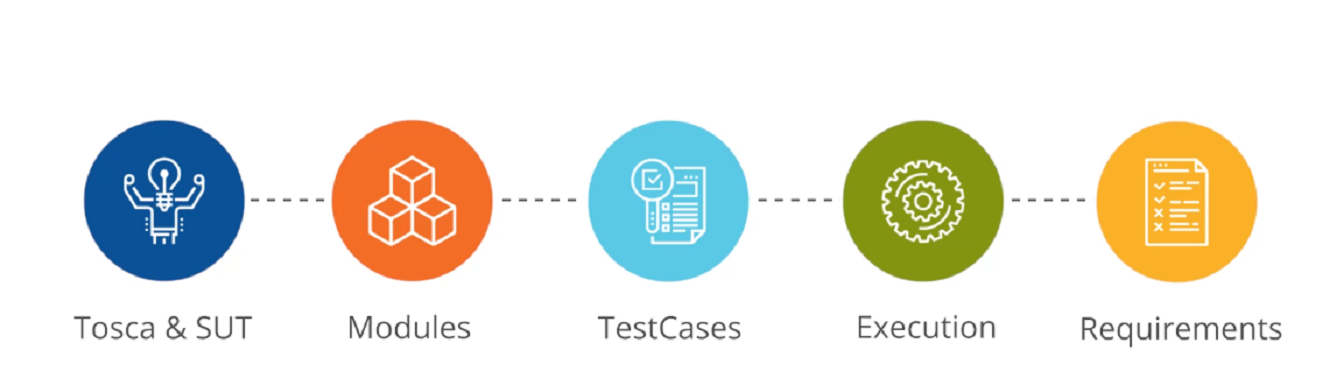 Tosca & SUT
Modules
TestCases
Execution
Requirements